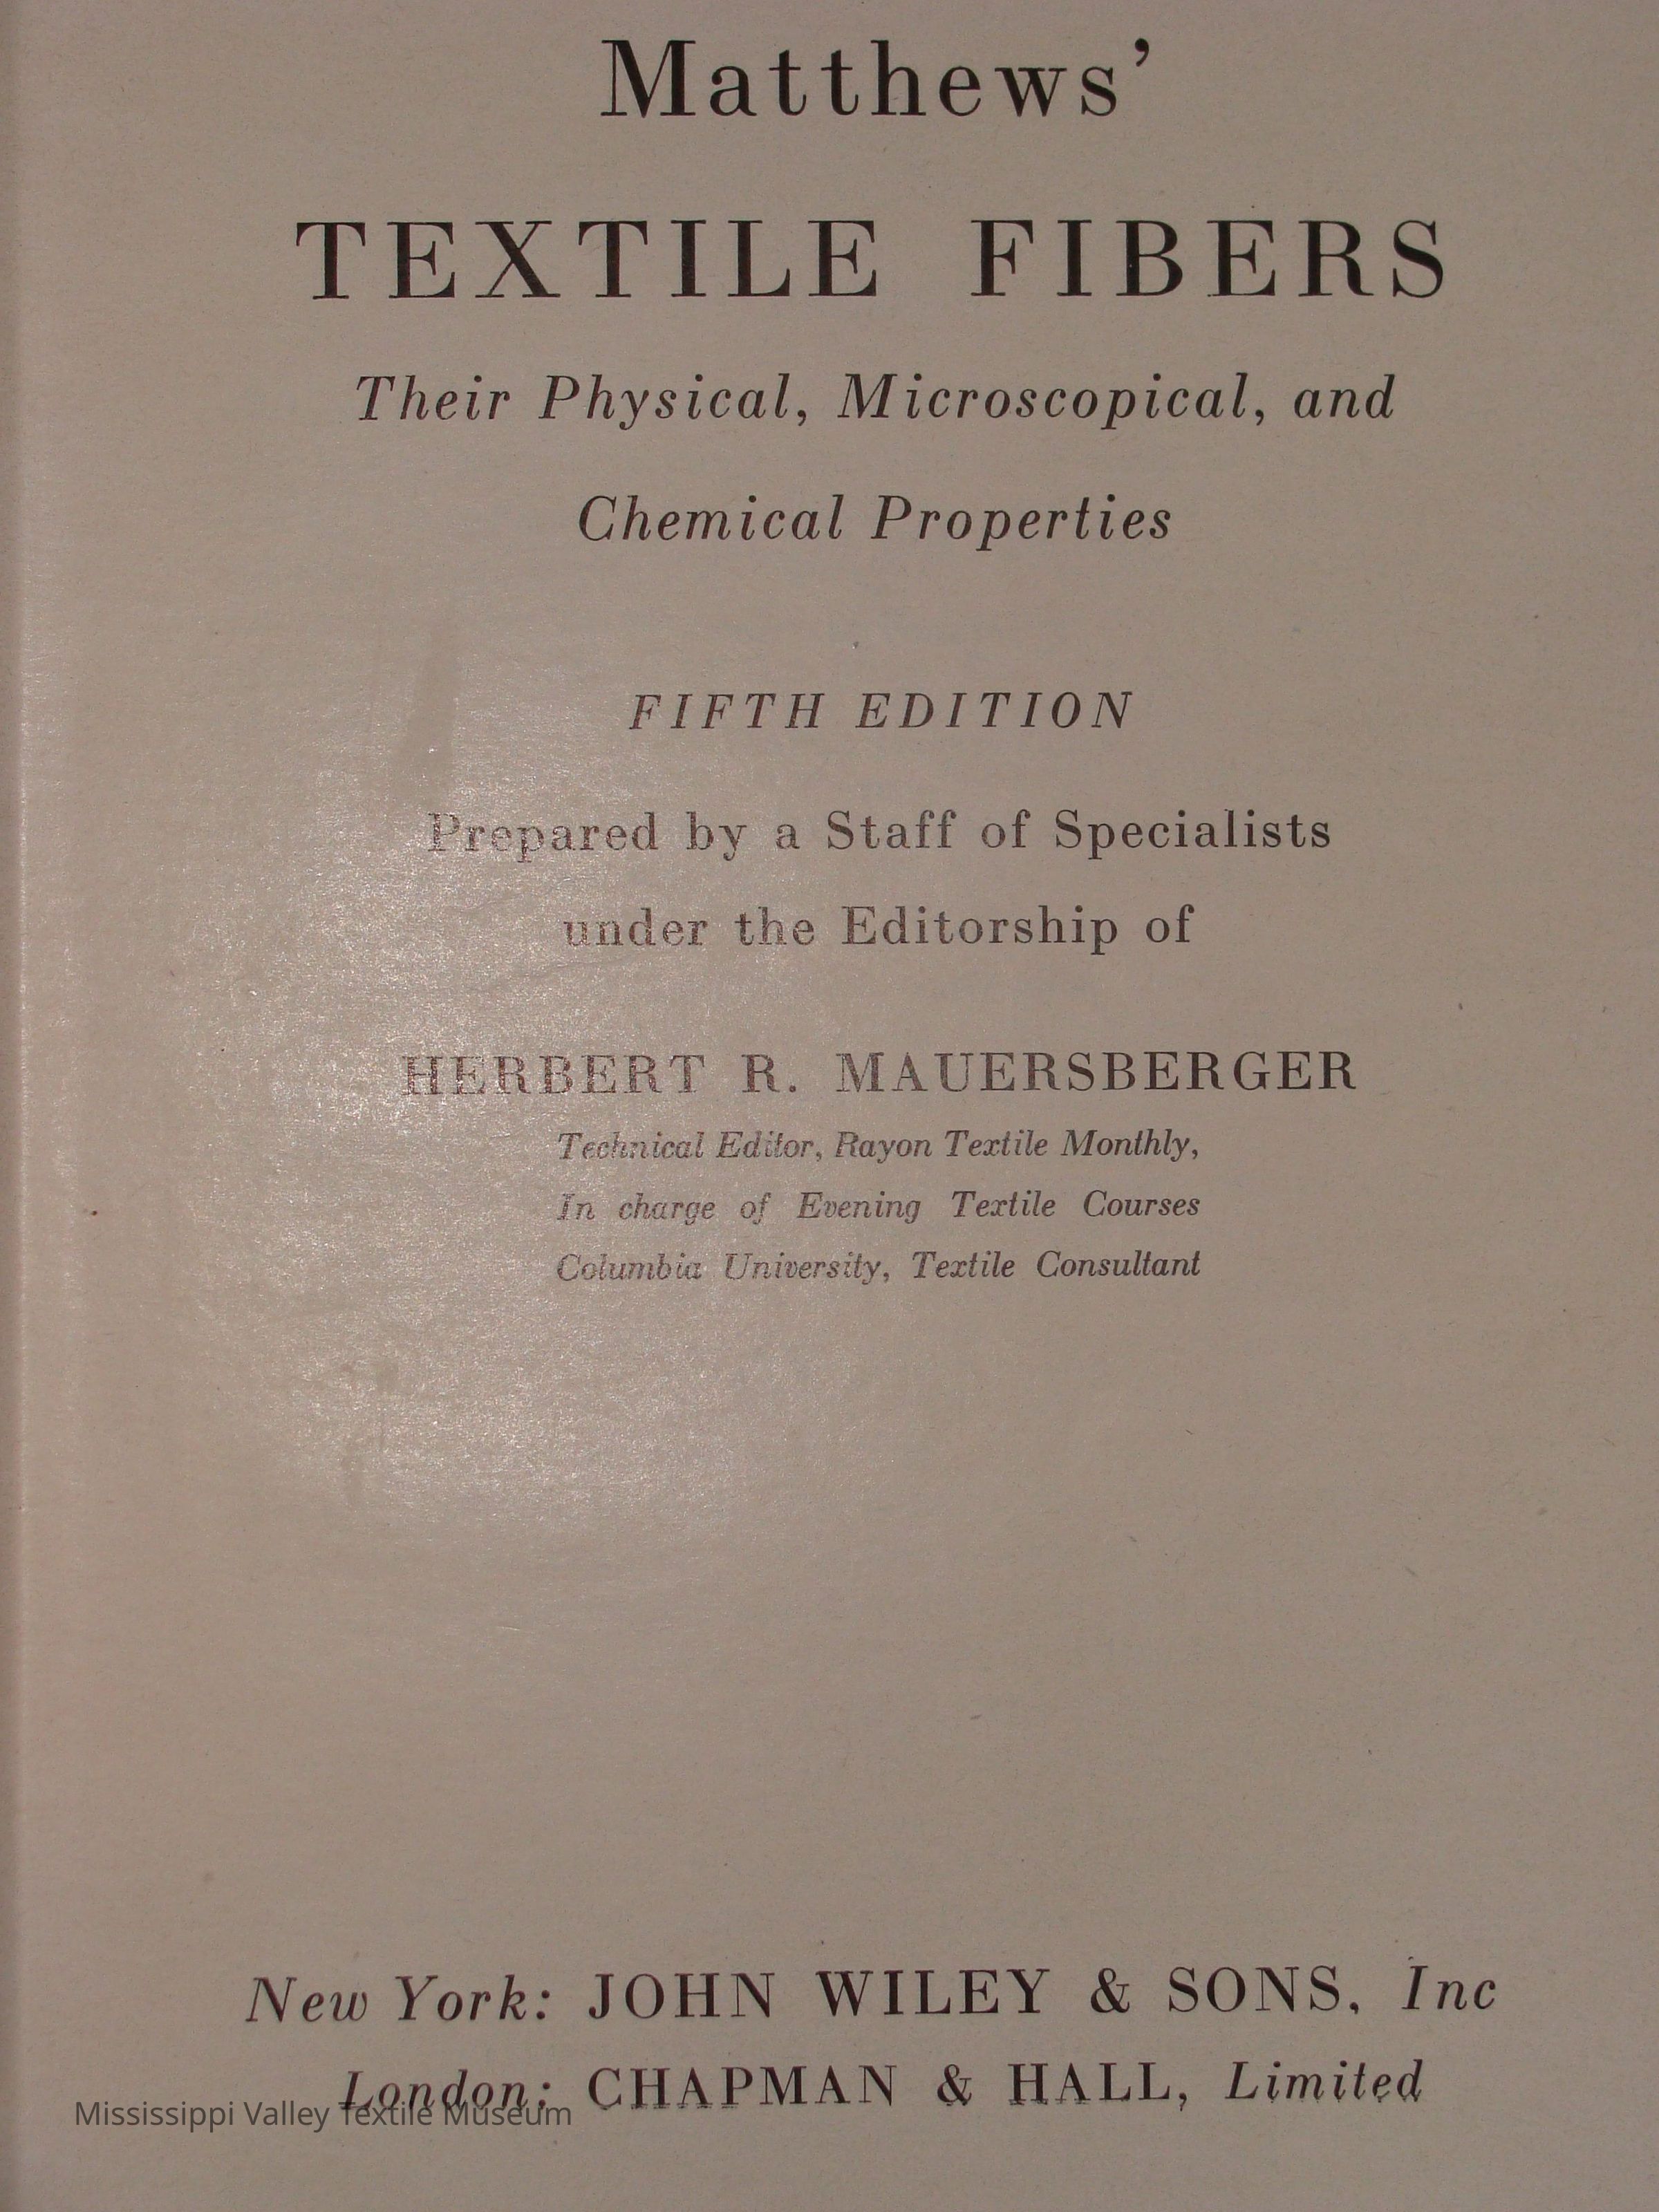 Matthews’
TEXTILE FIBERS
Their Physical, Microscopical, and
Chemical Properties
FIFTH EDITION
Prepared by a Staff of Specialists
under the Editorship of
HERBERT R. MAUERSBERGER
Technical Editor, Rayon Textile Monthly,
In charge of Evening Textile Courses
Columbia University, Textile Consultant
New York: JOHN WILEY & SONS, Inc
London: CHAPMAN & HALL, Limited
Mississippi Valley Textile Museum